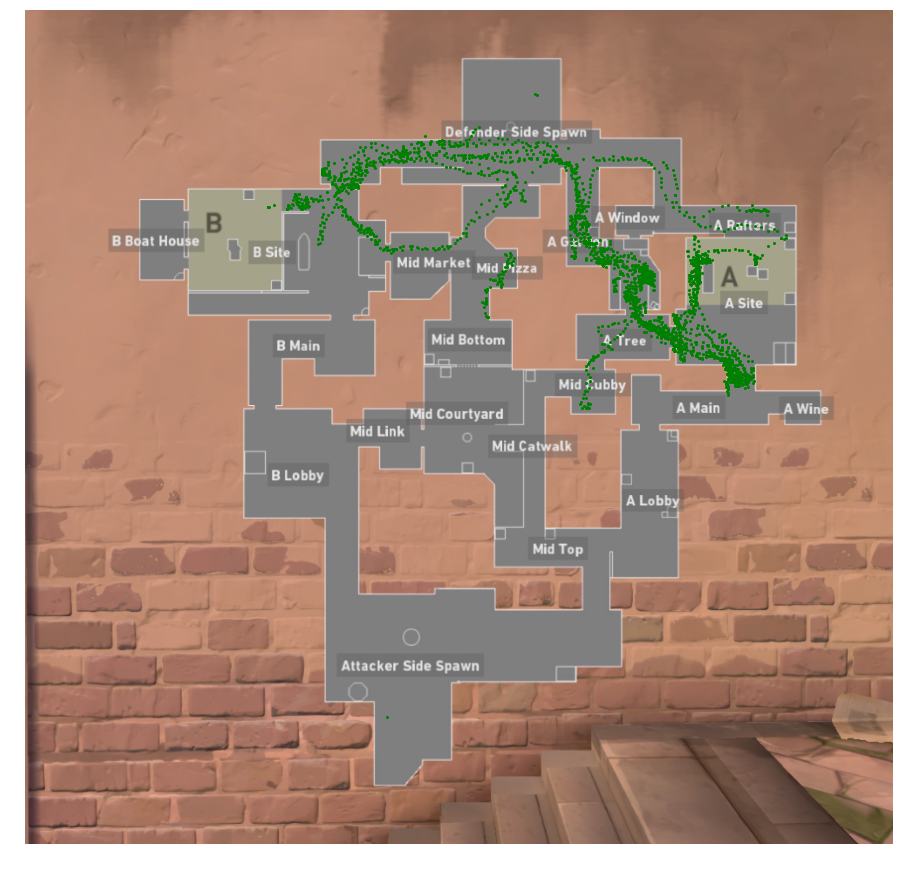 Defender Side Spawn
A Window
B
A Rafters
B Boat House
A Garden
B Site
Mid Market
Mid Pizza
A
A Site
Mid Bottom
A Tree
B Main
Mid Cubby
A Main
A Wine
Mid Courtyard
Mid Link
Mid Catwalk
B Lobby
A Lobby
Mid Top
Attacker Side Spawn